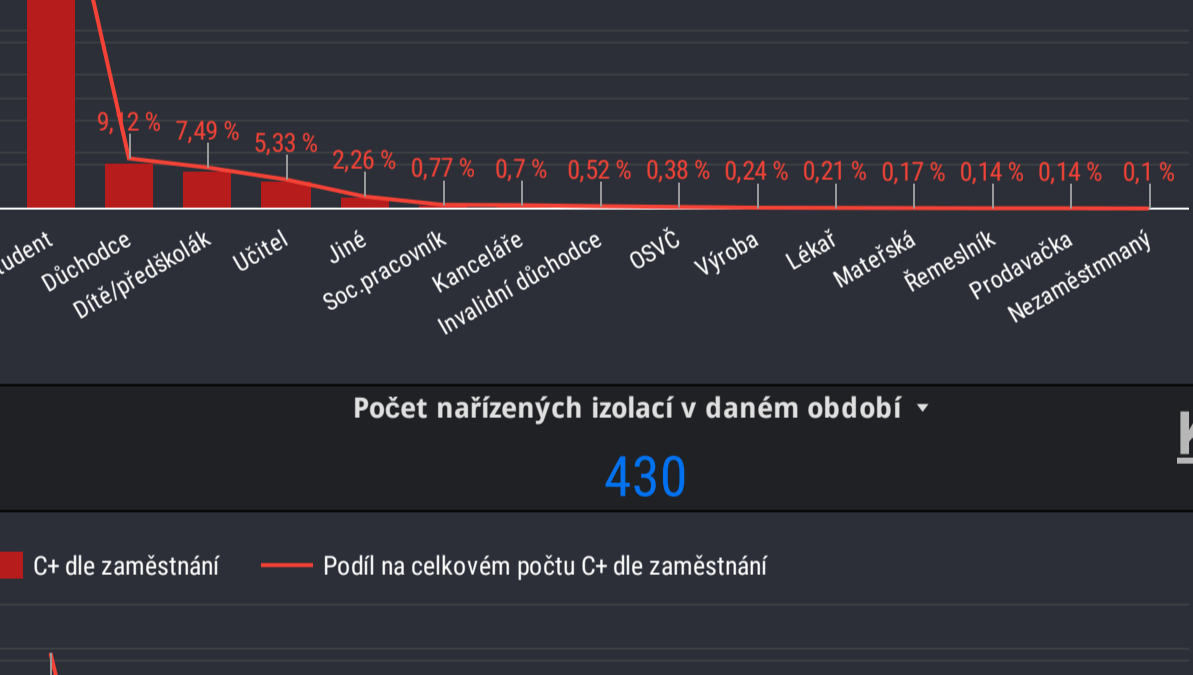 9,12 %
7,49 %
5,33 %
2,26 %
0,77 %
0,7 %
0,52 %
0,38 %
0,24 %
0,21 %
0,17 %
0,14 %
0,14 %
0,1 %
tudent
Důchodce
Dítě/předškolák
Učitel
Jiné
Soc.pracovník
Kanceláře
Invalidní důchodce
OSVČ
Výroba
Lékař
Mateřská
Řemeslník
Prodavačka
Nezaměstmnaný
Počet nařízených izolací v daném období
430
K
C+ dle zaměstnání
Podíl na celkovém počtu C+ dle zaměstnání